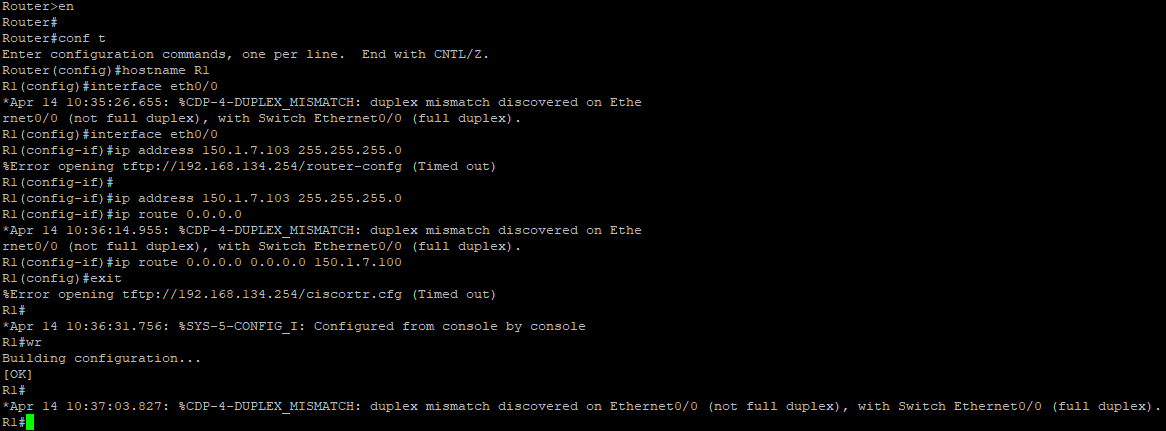 Router>en
Router#
Router#conf t
Enter configuration commands, one per line.  End with CNTL/Z.
Router(config)#hostname R1
R1(config)#interface eth0/0
*Apr 14 10:35:26.655: %CDP-4-DUPLEX_MISMATCH: duplex mismatch discovered on Ethe
rnet0/0 (not full duplex), with Switch Ethernet0/0 (full duplex).
R1(config)#interface eth0/0
R1(config-if)#ip address 150.1.7.103 255.255.255.0
%Error opening tftp://192.168.134.254/router-confg (Timed out)
R1(config-if)#
R1(config-if)#ip address 150.1.7.103 255.255.255.0
R1(config-if)#ip route 0.0.0.0
*Apr 14 10:36:14.955: %CDP-4-DUPLEX_MISMATCH: duplex mismatch discovered on Ethe
rnet0/0 (not full duplex), with Switch Ethernet0/0 (full duplex).
R1(config-if)#ip route 0.0.0.0 0.0.0.0 150.1.7.100
R1(config)#exit
%Error opening tftp://192.168.134.254/ciscortr.cfg (Timed out)
R1#
*Apr 14 10:36:31.756: %SYS-5-CONFIG_I: Configured from console by console
R1#wr
Building configuration...
[OK]
R1#
*Apr 14 10:37:03.827: %CDP-4-DUPLEX_MISMATCH: duplex mismatch discovered on Ethernet0/0 (not full duplex), with Switch Ethernet0/0 (full duplex).
R1#